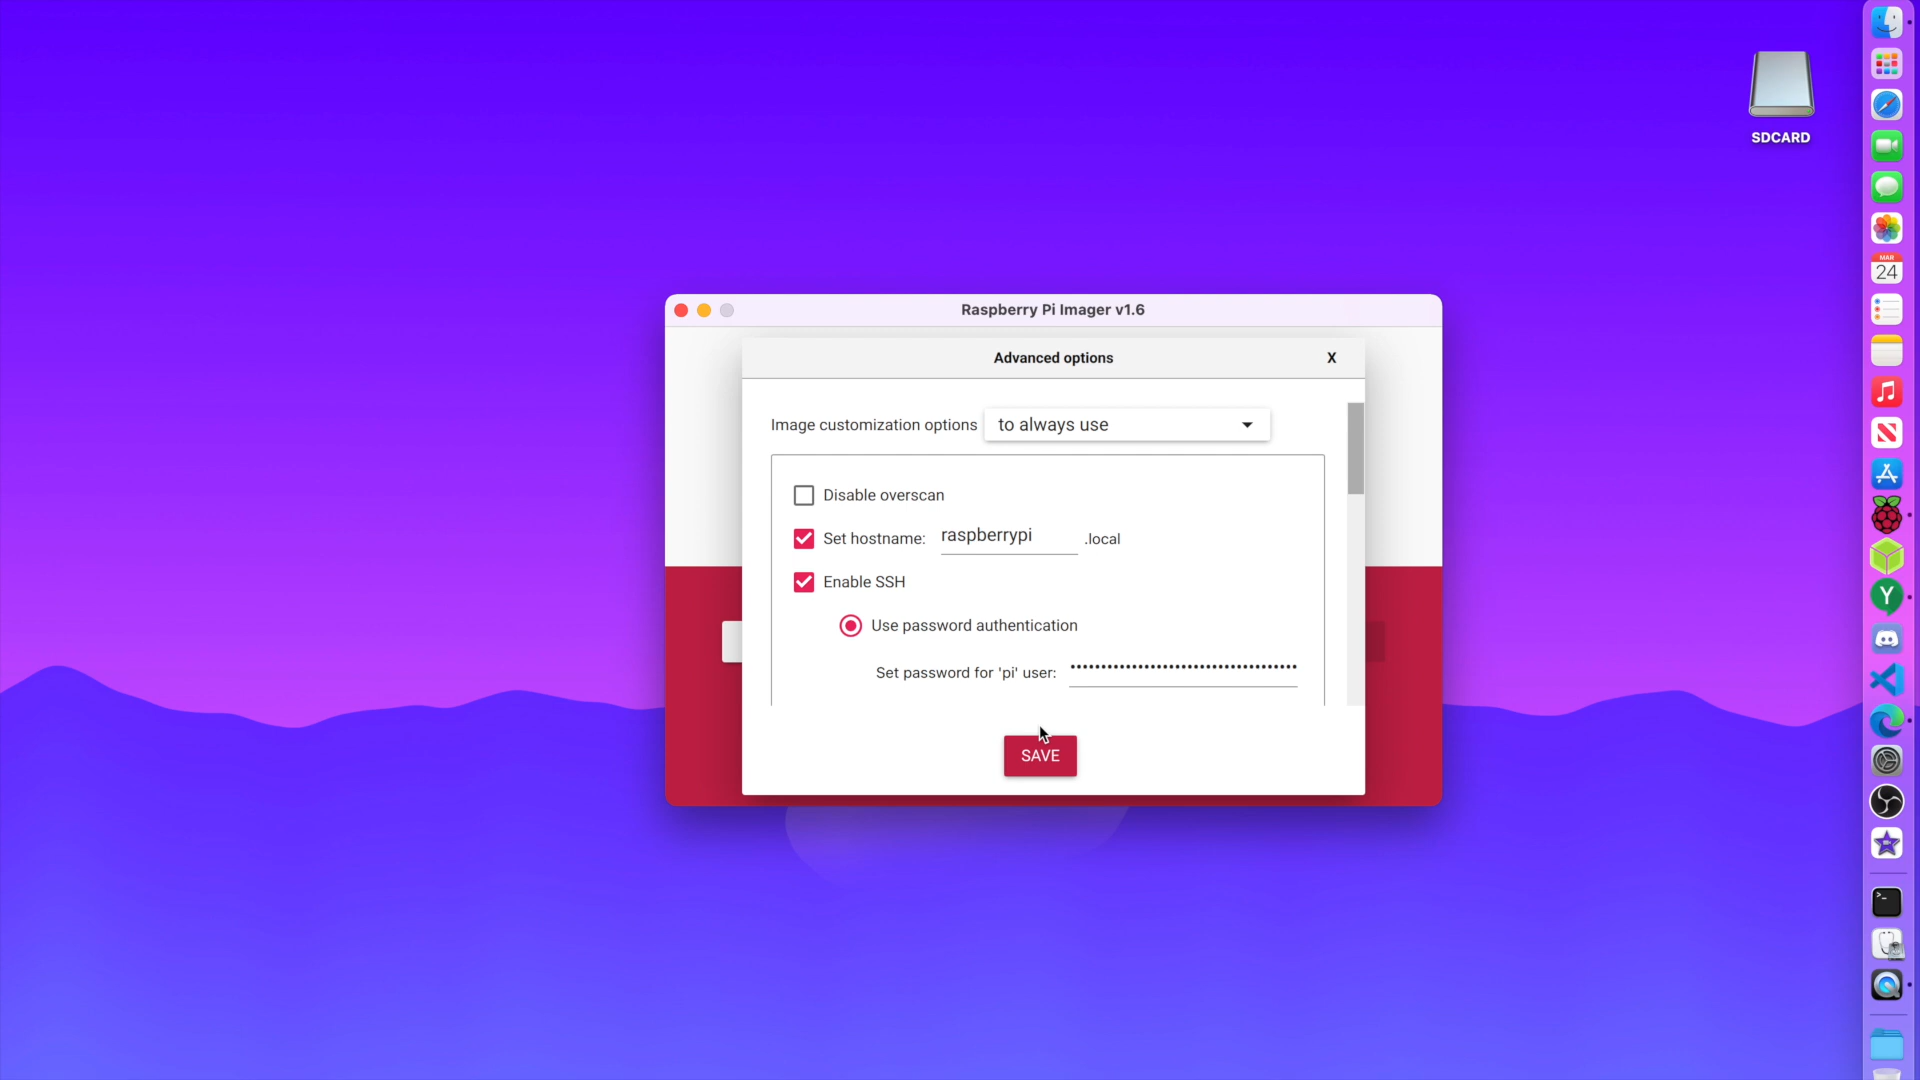 SDCARD
MAR
24
Raspberry Pi Imager v1.6
Advanced options X
Image customization options to always use
Disable overscan
Set hostname: raspberrypi .local
Enable SSH
Use password authentication
Set password for 'pi' user: •••••••••••••••••••••••••••••••••••••
SAVE
Y
>_